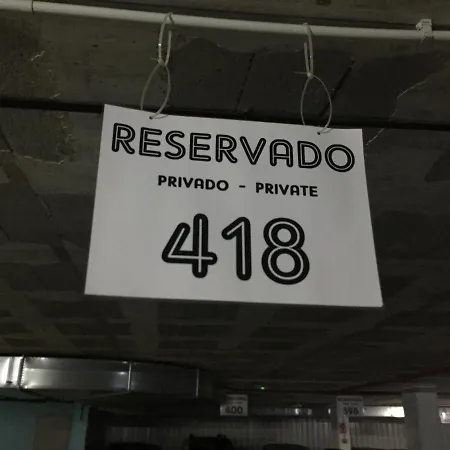 RESERVADO
PRIVADO - PRIVATE
418
400